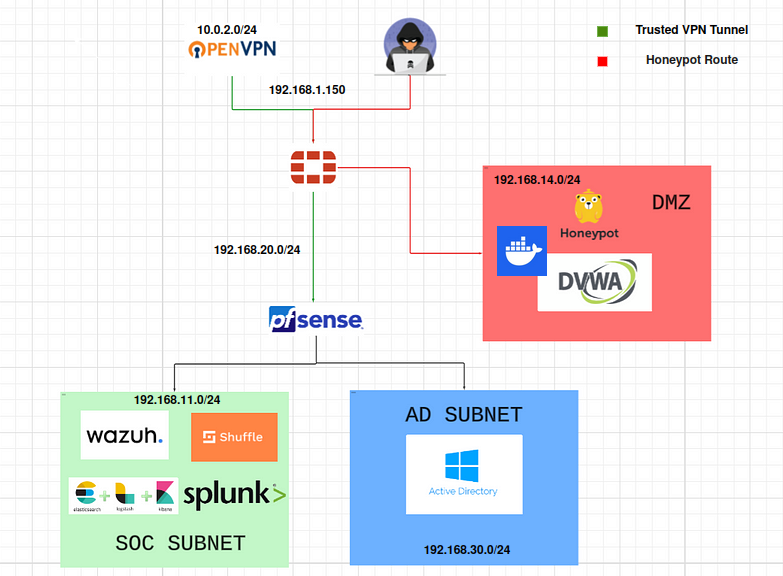 10.0.2.0/24
OPENVPN
Trusted VPN Tunnel
Honeypot Route
192.168.1.150
192.168.14.0/24
DMZ
Honeypot
DVWA
192.168.20.0/24
pfsense
192.168.11.0/24
wazuh.
Shuffle
elasticsearch + logstash + kibana
splunk>
SOC SUBNET
AD SUBNET
Active Directory
192.168.30.0/24